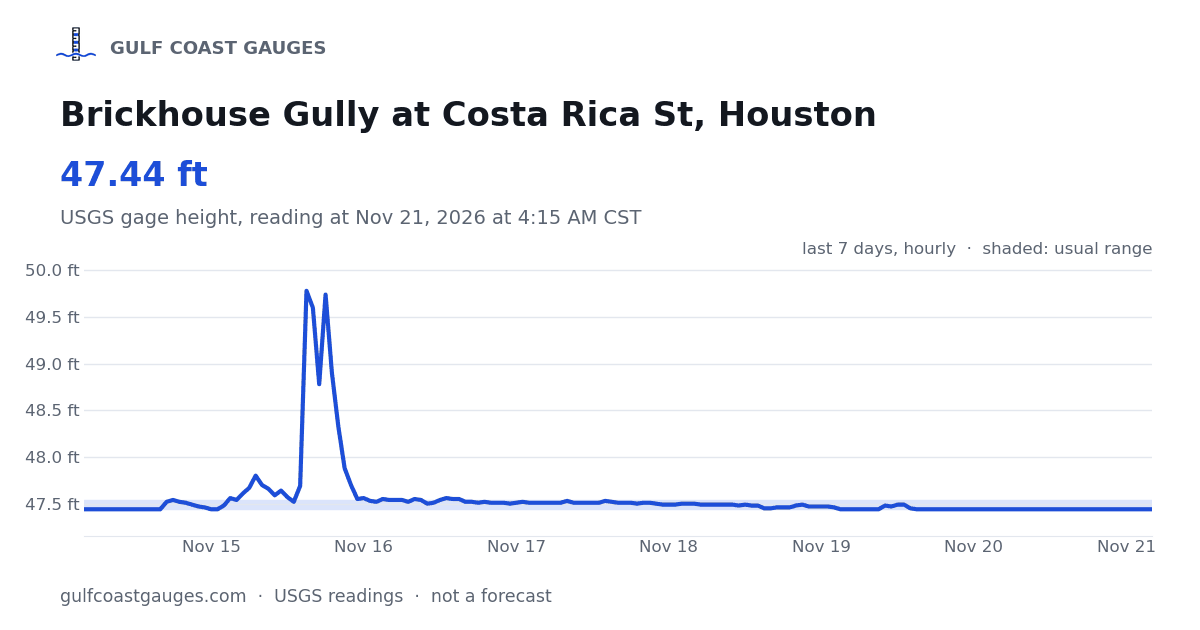 GULF COAST GAUGES
Brickhouse Gully at Costa Rica St, Houston
47.44 ft
USGS gage height, reading at Nov 21, 2026 at 4:15 AM CST
last 7 days, hourly · shaded: usual range
50.0 ft
49.5 ft
49.0 ft
48.5 ft
48.0 ft
47.5 ft
Nov 15 Nov 16 Nov 17 Nov 18 Nov 19 Nov 20 Nov 21
gulfcoastgauges.com · USGS readings · not a forecast